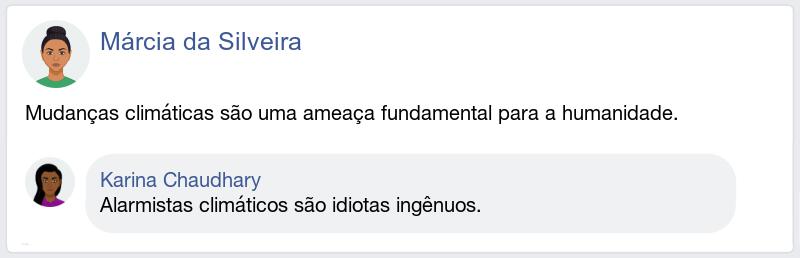 Márcia da Silveira
Mudanças climáticas são uma ameaça fundamental para a humanidade.
Karina Chaudhary
Alarmistas climáticos são idiotas ingênuos.